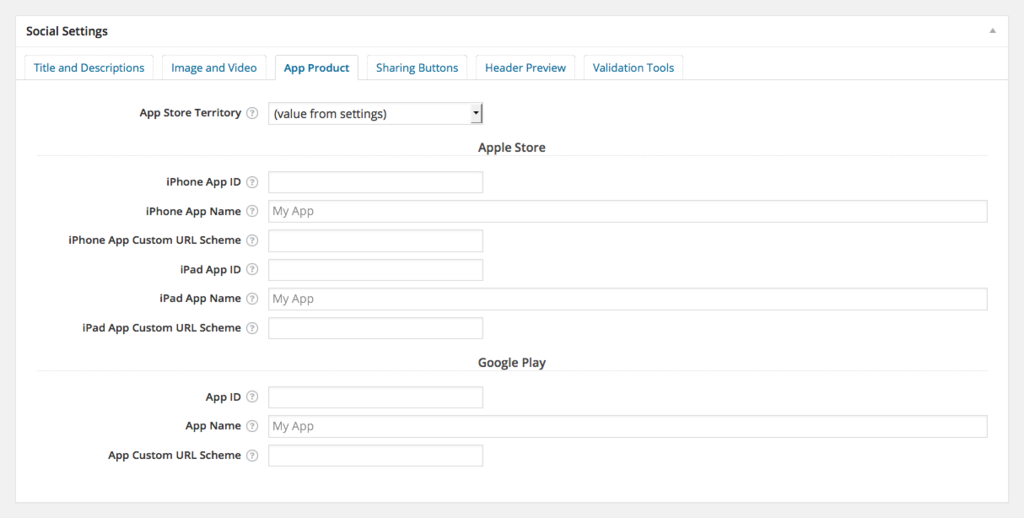 Social Settings
Title and Descriptions Image and Video App Product Sharing Buttons Header Preview Validation Tools
App Store Territory ? (value from settings)
Apple Store
iPhone App ID ?
iPhone App Name ? My App
iPhone App Custom URL Scheme ?
iPad App ID ?
iPad App Name ? My App
iPad App Custom URL Scheme ?
Google Play
App ID ?
App Name ? My App
App Custom URL Scheme ?